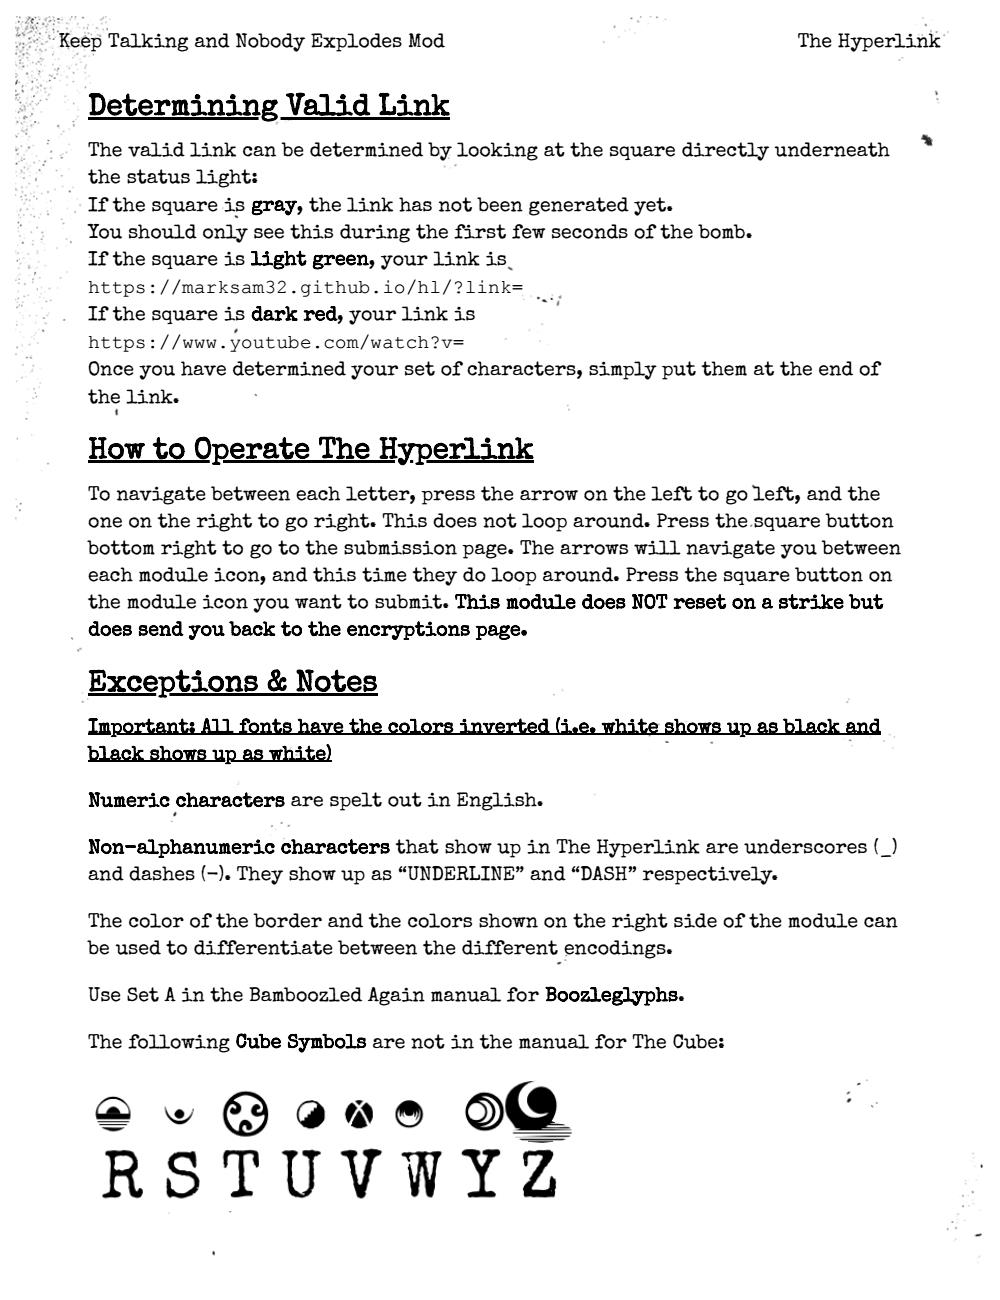 Keep Talking and Nobody Explodes Mod The Hyperlink
Determining Valid Link
The valid link can be determined by looking at the square directly underneath
the status light:
If the square is gray, the link has not been generated yet.
You should only see this during the first few seconds of the bomb.
If the square is light green, your link is
https://marksam32.github.io/hl/?link=
If the square is dark red, your link is
https://www.youtube.com/watch?v=
Once you have determined your set of characters, simply put them at the end of
the link.
How to Operate The Hyperlink
To navigate between each letter, press the arrow on the left to go left, and the
one on the right to go right. This does not loop around. Press the square button
bottom right to go to the submission page. The arrows will navigate you between
each module icon, and this time they do loop around. Press the square button on
the module icon you want to submit. This module does NOT reset on a strike but
does send you back to the encryptions page.
Exceptions & Notes
Important: All fonts have the colors inverted (i.e. white shows up as black and
black shows up as white)
Numeric characters are spelt out in English.
Non-alphanumeric characters that show up in The Hyperlink are underscores (_)
and dashes (-). They show up as “UNDERLINE” and “DASH” respectively.
The color of the border and the colors shown on the right side of the module can
be used to differentiate between the different encodings.
Use Set A in the Bamboozled Again manual for Boozleglyphs.
The following Cube Symbols are not in the manual for The Cube:
R S T U V W Y Z